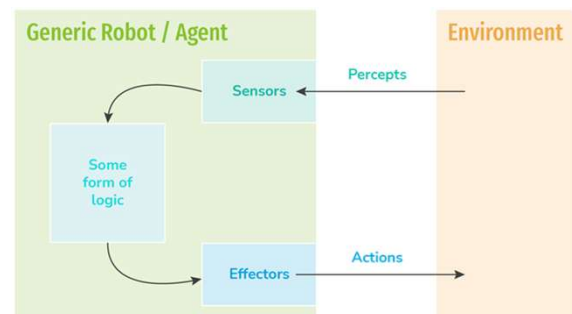 Generic Robot / Agent
Environment
Sensors
Percepts
Some
form of
logic
Effectors
Actions